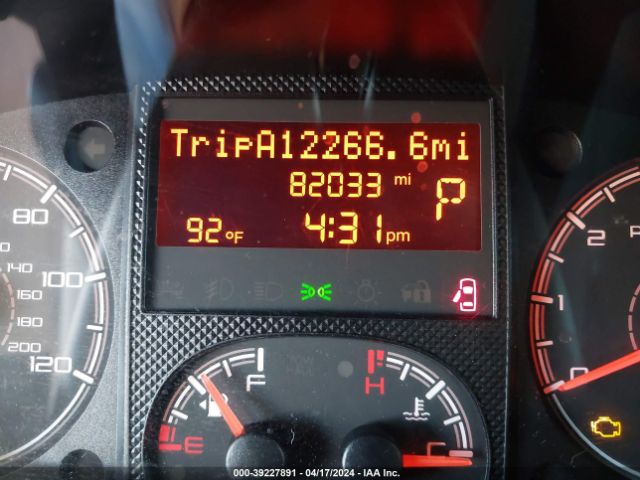 TripA12266.6mi
82033 mi
P
92°F
4:31pm
80
100
120
140
160
180
200
2
1
0
F
E
H
C
000-39227891 - 04/17/2024 - IAA Inc.